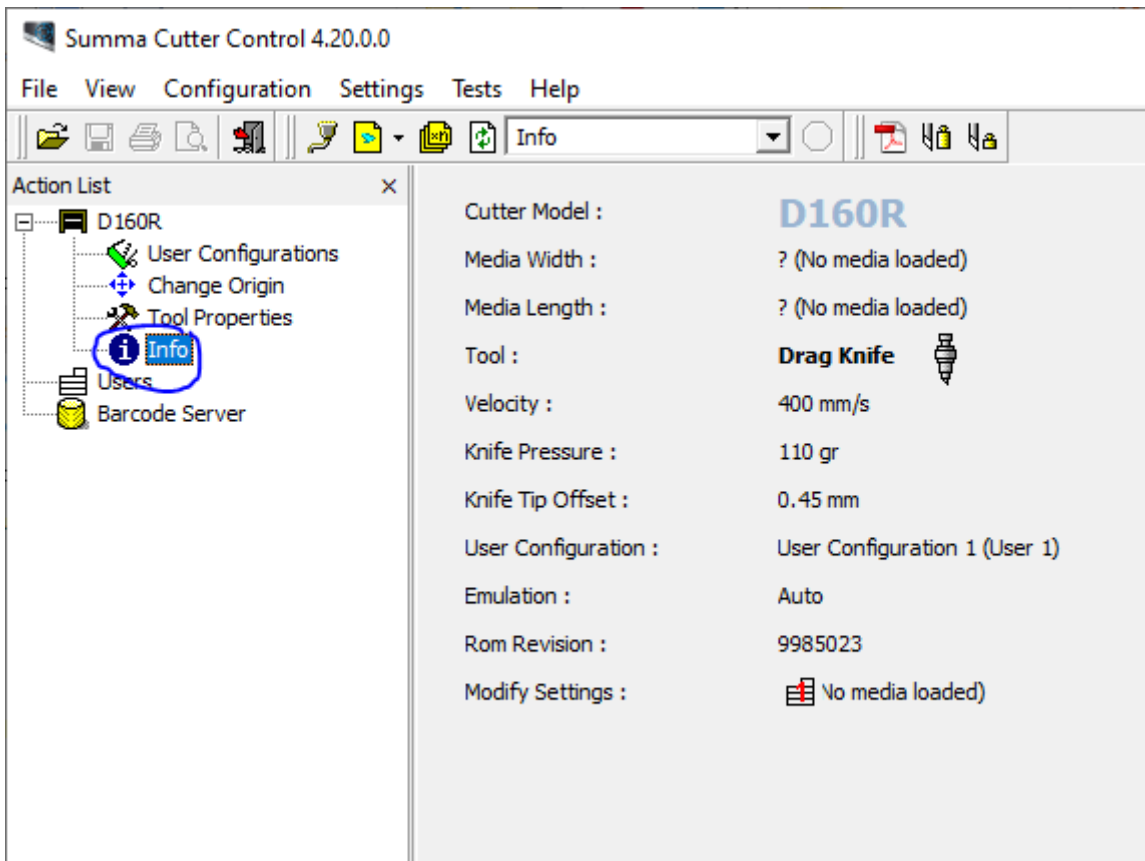 Summa Cutter Control 4.20.0.0
File View Configuration Settings Tests Help
Info
Action List
D160R
User Configurations
Change Origin
Tool Properties
Info
Users
Barcode Server
Cutter Model : D160R
Media Width : ? (No media loaded)
Media Length : ? (No media loaded)
Tool : Drag Knife
Velocity : 400 mm/s
Knife Pressure : 110 gr
Knife Tip Offset : 0.45 mm
User Configuration : User Configuration 1 (User 1)
Emulation : Auto
Rom Revision : 9985023
Modify Settings : No media loaded)